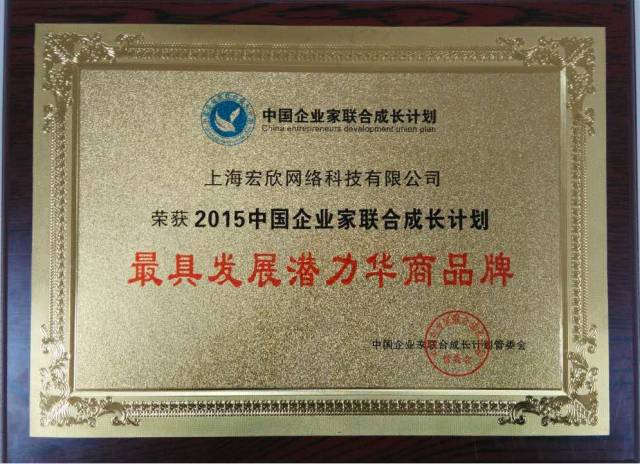 中国企业家联合成长计划
China entrepreneurs development union plan
上海宏欣网络科技有限公司
荣获 2015中国企业家联合成长计划
最具发展潜力华商品牌
中国企业家联合成长计划管委会